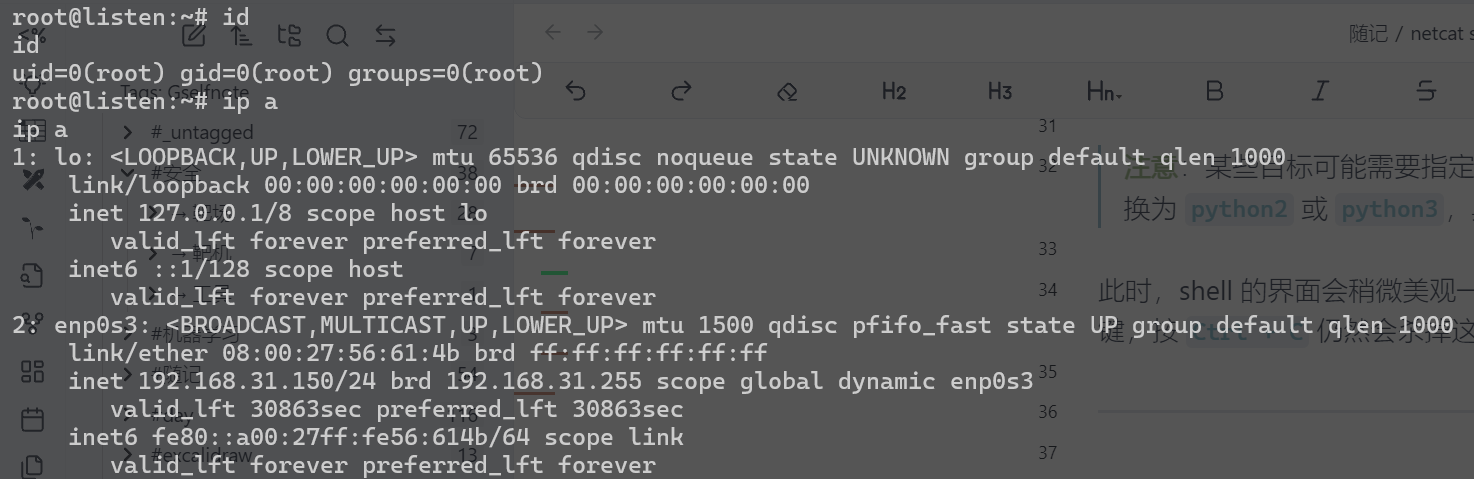 root@listen:~# id
id
uid=0(root) gid=0(root) groups=0(root)
root@listen:~# ip a
ip a
1: lo: <LOOPBACK,UP,LOWER_UP> mtu 65536 qdisc noqueue state UNKNOWN group default qlen 1000
    link/loopback 00:00:00:00:00:00 brd 00:00:00:00:00:00
    inet 127.0.0.1/8 scope host lo
       valid_lft forever preferred_lft forever
    inet6 ::1/128 scope host
       valid_lft forever preferred_lft forever
2: enp0s3: <BROADCAST,MULTICAST,UP,LOWER_UP> mtu 1500 qdisc pfifo_fast state UP group default qlen 1000
    link/ether 08:00:27:56:61:4b brd ff:ff:ff:ff:ff:ff
    inet 192.168.31.150/24 brd 192.168.31.255 scope global dynamic enp0s3
       valid_lft 30863sec preferred_lft 30863sec
    inet6 fe80::a00:27ff:fe56:614b/64 scope link
       valid_lft forever preferred_lft forever
随记 / netcat s
H2 H3 Hn B I S
Tags: Gselfnote
#_untagged 72
#安全 38
→ 靶机 7
→ 工具
#机器学习 3
#随记 54
#day
#excalidraw 13
31
32 注意：某些目标可能需要指定
换为 python2 或 python3，
33
34 此时，shell 的界面会稍微美观一
键，按 Ctrl + C 仍然会杀掉这
35
36
37